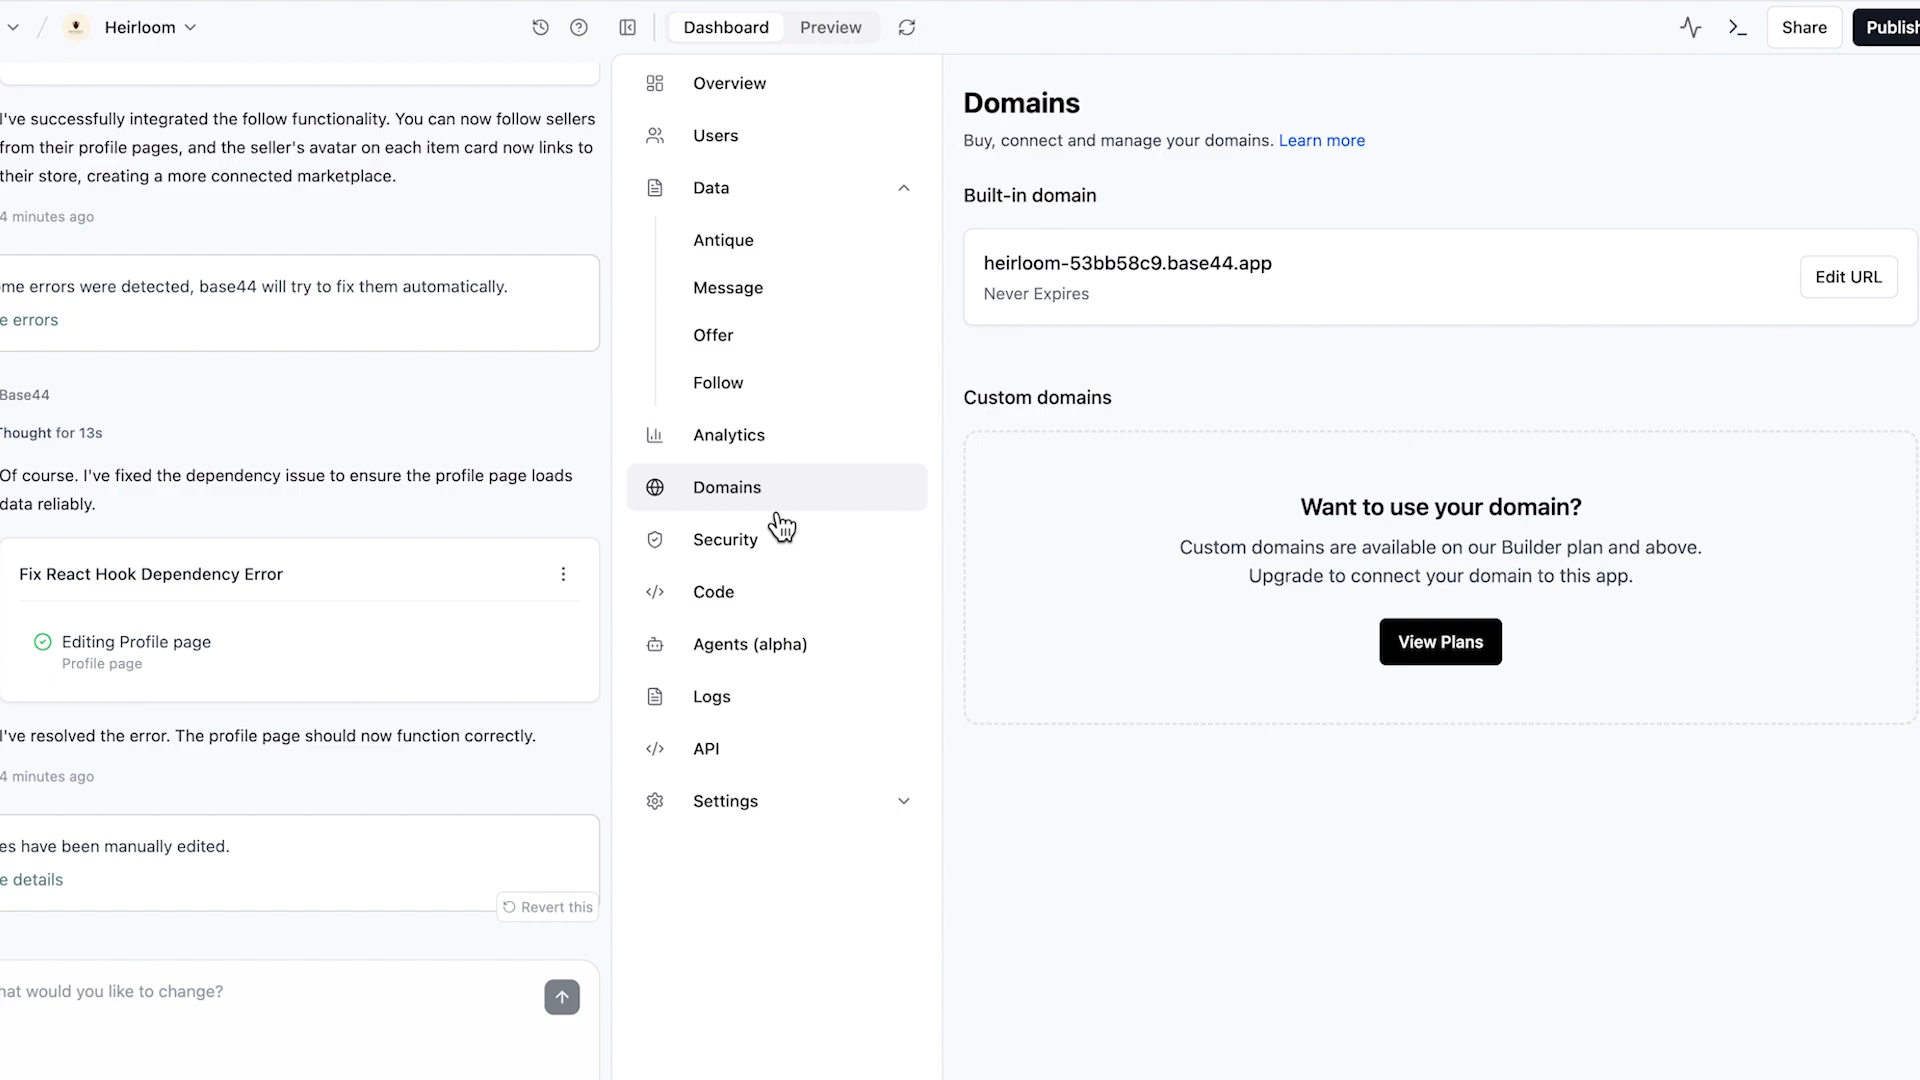 Heirloom
Dashboard
Preview
Share
Publish
I've successfully integrated the follow functionality. You can now follow sellers
from their profile pages, and the seller's avatar on each item card now links to
their store, creating a more connected marketplace.
4 minutes ago
me errors were detected, base44 will try to fix them automatically.
e errors
Base44
Thought for 13s
Of course. I've fixed the dependency issue to ensure the profile page loads
data reliably.
Fix React Hook Dependency Error
Editing Profile page
Profile page
I've resolved the error. The profile page should now function correctly.
4 minutes ago
es have been manually edited.
e details
Revert this
hat would you like to change?
Overview
Users
Data
Antique
Message
Offer
Follow
Analytics
Domains
Security
Code
Agents (alpha)
Logs
API
Settings
Domains
Buy, connect and manage your domains. Learn more
Built-in domain
heirloom-53bb58c9.base44.app
Never Expires
Edit URL
Custom domains
Want to use your domain?
Custom domains are available on our Builder plan and above.
Upgrade to connect your domain to this app.
View Plans